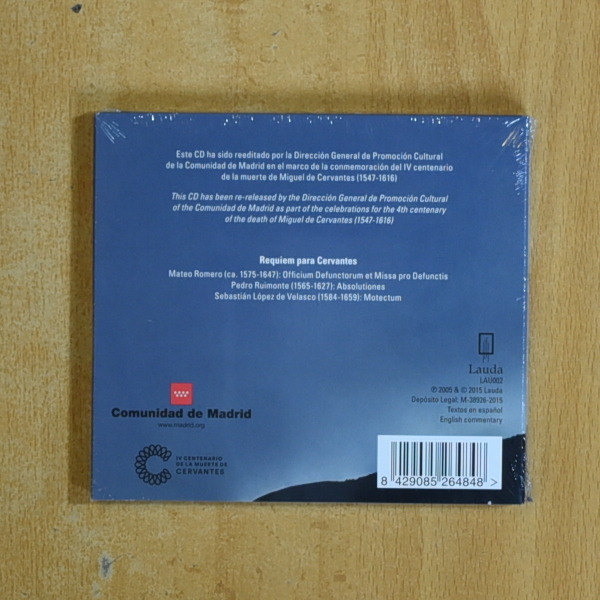 Este CD ha sido reeditado por la Dirección General de Promoción Cultural
de la Comunidad de Madrid en el marco de la conmemoración del IV centenario
de la muerte de Miguel de Cervantes (1547-1616)
This CD has been re-released by the Dirección General de Promoción Cultural
of the Comunidad de Madrid as part of the celebrations for the 4th centenary
of the death of Miguel de Cervantes (1547-1616)
Requiem para Cervantes
Mateo Romero (ca. 1575-1647): Officium Defunctorum et Missa pro Defunctis
Pedro Ruimonte (1565-1627): Absolutiones
Sebastián López de Velasco (1584-1659): Motectum
Lauda
LAU002
℗ 2005 & © 2015 Lauda
Depósito Legal: M-38926-2015
Textos en español
English commentary
Comunidad de Madrid
www.madrid.org
IV CENTENARIO
DE LA MUERTE DE
CERVANTES
8 429085 264848 >